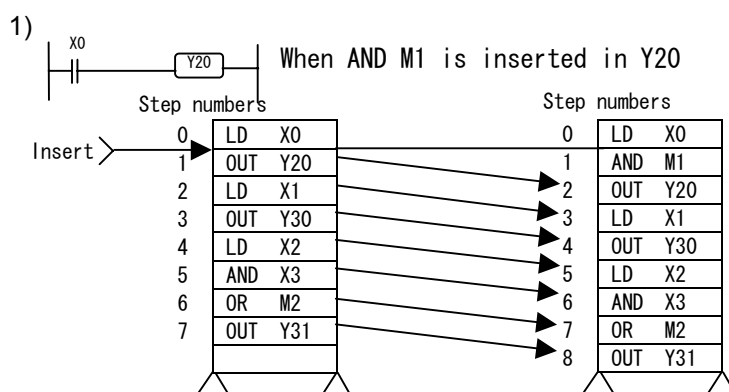 1)
X0
Y20
When AND M1 is inserted in Y20
Step numbers
Step numbers
Insert
0 LD X0
1 OUT Y20
2 LD X1
3 OUT Y30
4 LD X2
5 AND X3
6 OR M2
7 OUT Y31
0 LD X0
1 AND M1
2 OUT Y20
3 LD X1
4 OUT Y30
5 LD X2
6 AND X3
7 OR M2
8 OUT Y31